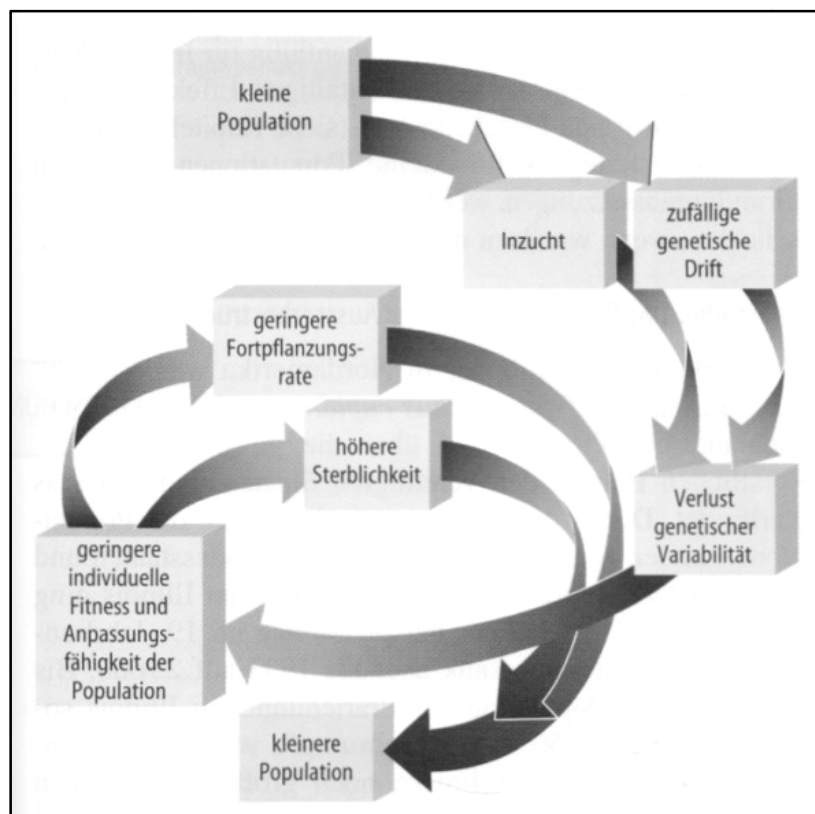 kleine
Population
Inzucht
zufällige
genetische
Drift
geringere
Fortpflanzungs-
rate
höhere
Sterblichkeit
Verlust
genetischer
Variabilität
geringere
individuelle
Fitness und
Anpassungs-
fähigkeit der
Population
kleinere
Population